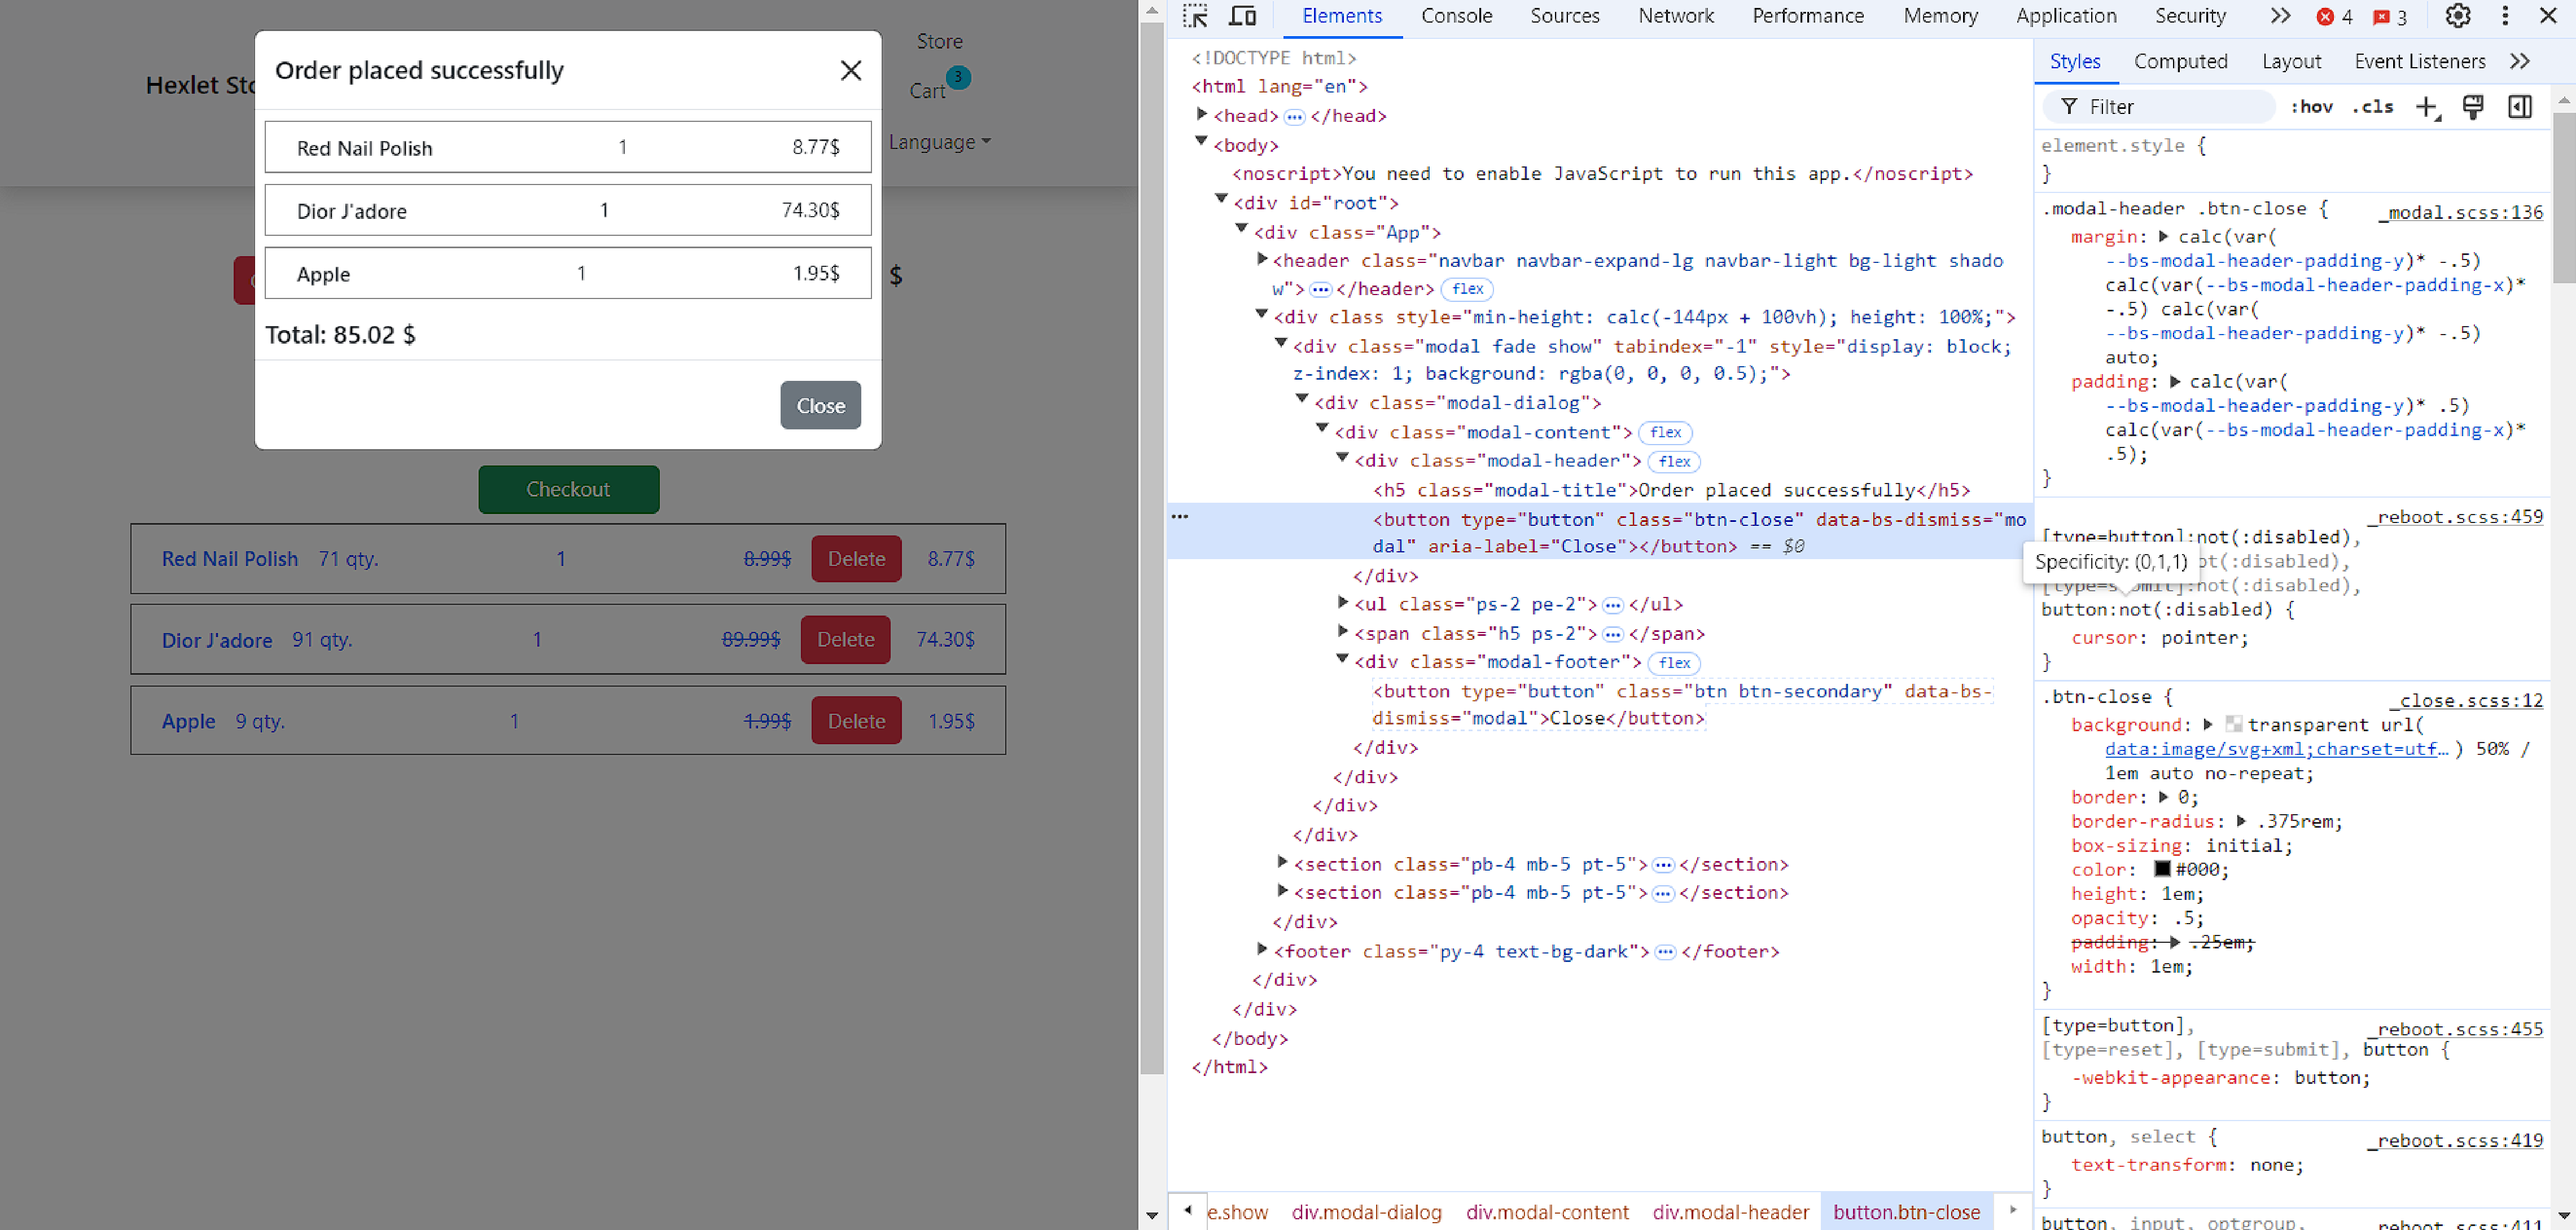 Store
Hexlet Sto
Cart
3
Language
Order placed successfully
Red Nail Polish 1 8.77$
Dior J'adore 1 74.30$
Apple 1 1.95$
$
Total: 85.02 $
Close
Checkout
Red Nail Polish 71 qty. 1 8.99$ Delete 8.77$
Dior J'adore 91 qty. 1 89.99$ Delete 74.30$
Apple 9 qty. 1 1.99$ Delete 1.95$
Elements Console Sources Network Performance Memory Application Security 4 3
<!DOCTYPE html>
<html lang="en">
<head> ••• </head>
<body>
<noscript>You need to enable JavaScript to run this app.</noscript>
<div id="root">
<div class="App">
<header class="navbar navbar-expand-lg navbar-light bg-light shado
w"> ••• </header> flex
<div class style="min-height: calc(-144px + 100vh); height: 100%;">
<div class="modal fade show" tabindex="-1" style="display: block;
z-index: 1; background: rgba(0, 0, 0, 0.5);">
<div class="modal-dialog">
<div class="modal-content"> flex
<div class="modal-header"> flex
<h5 class="modal-title">Order placed successfully</h5>
••• <button type="button" class="btn-close" data-bs-dismiss="mo
dal" aria-label="Close"></button> == $0
</div>
<ul class="ps-2 pe-2"> ••• </ul>
<span class="h5 ps-2"> ••• </span>
<div class="modal-footer"> flex
<button type="button" class="btn btn-secondary" data-bs-
dismiss="modal">Close</button>
</div>
</div>
</div>
</div>
<section class="pb-4 mb-5 pt-5"> ••• </section>
<section class="pb-4 mb-5 pt-5"> ••• </section>
</div>
<footer class="py-4 text-bg-dark"> ••• </footer>
</div>
</div>
</body>
</html>
e.show div.modal-dialog div.modal-content div.modal-header button.btn-close
Styles Computed Layout Event Listeners
Filter :hov .cls
element.style {
}
.modal-header .btn-close { _modal.scss:136
margin: calc(var(
--bs-modal-header-padding-y)* -.5)
calc(var(--bs-modal-header-padding-x)*
-.5) calc(var(
--bs-modal-header-padding-y)* -.5)
auto;
padding: calc(var(
--bs-modal-header-padding-y)* .5)
calc(var(--bs-modal-header-padding-x)*
.5);
}
_reboot.scss:459
[type=button]:not(:disabled),
Specificity: (0,1,1) ot(:disabled),
[type=submit]:not(:disabled),
button:not(:disabled) {
cursor: pointer;
}
.btn-close { _close.scss:12
background: transparent url(
data:image/svg+xml;charset=utf… ) 50% /
1em auto no-repeat;
border: 0;
border-radius: .375rem;
box-sizing: initial;
color: #000;
height: 1em;
opacity: .5;
padding: .25em;
width: 1em;
}
[type=button], _reboot.scss:455
[type=reset], [type=submit], button {
-webkit-appearance: button;
}
button, select { _reboot.scss:419
text-transform: none;
}
button, input, optgroup, _reboot.scss:411